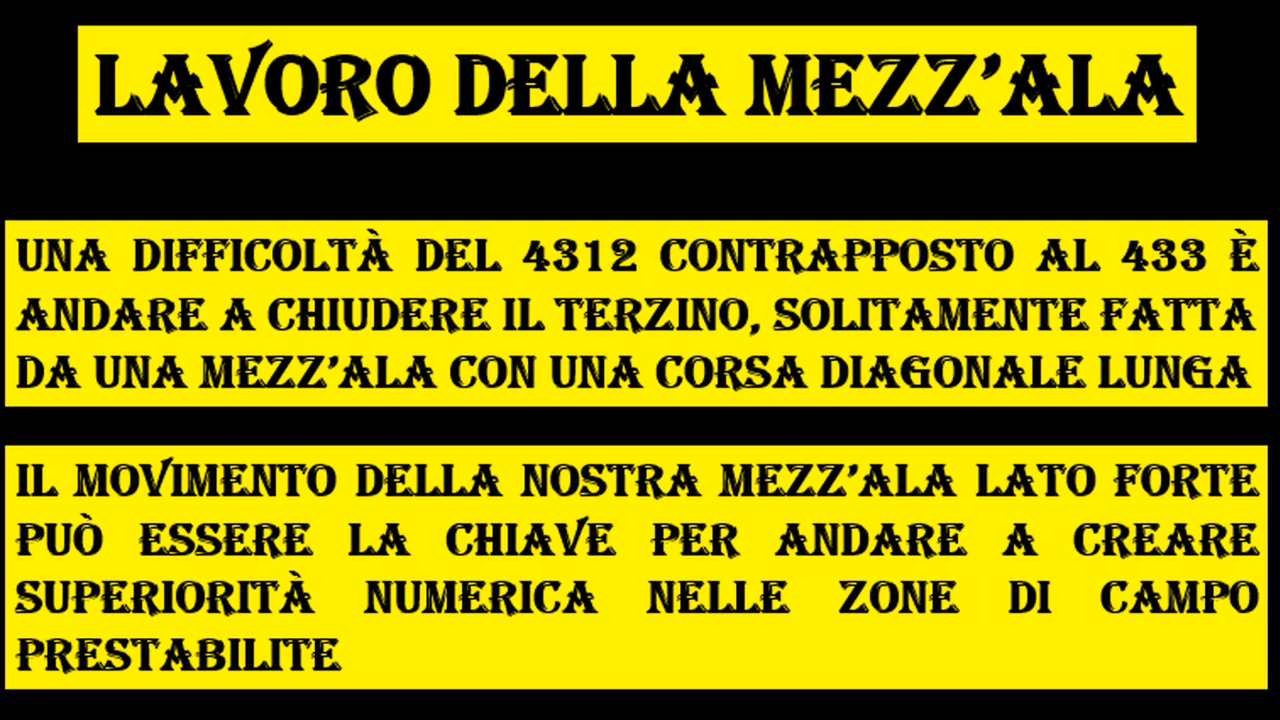 LAVORO DELLA MEZZ'ALA
UNA DIFFICOLTÀ DEL 4312 CONTRAPPOSTO AL 433 È
ANDARE A CHIUDERE IL TERZINO, SOLITAMENTE FATTA
DA UNA MEZZ'ALA CON UNA CORSA DIAGONALE LUNGA
IL MOVIMENTO DELLA NOSTRA MEZZ'ALA LATO FORTE
PUÒ ESSERE LA CHIAVE PER ANDARE A CREARE
SUPERIORITÀ NUMERICA NELLE ZONE DI CAMPO
PRESTABILITE